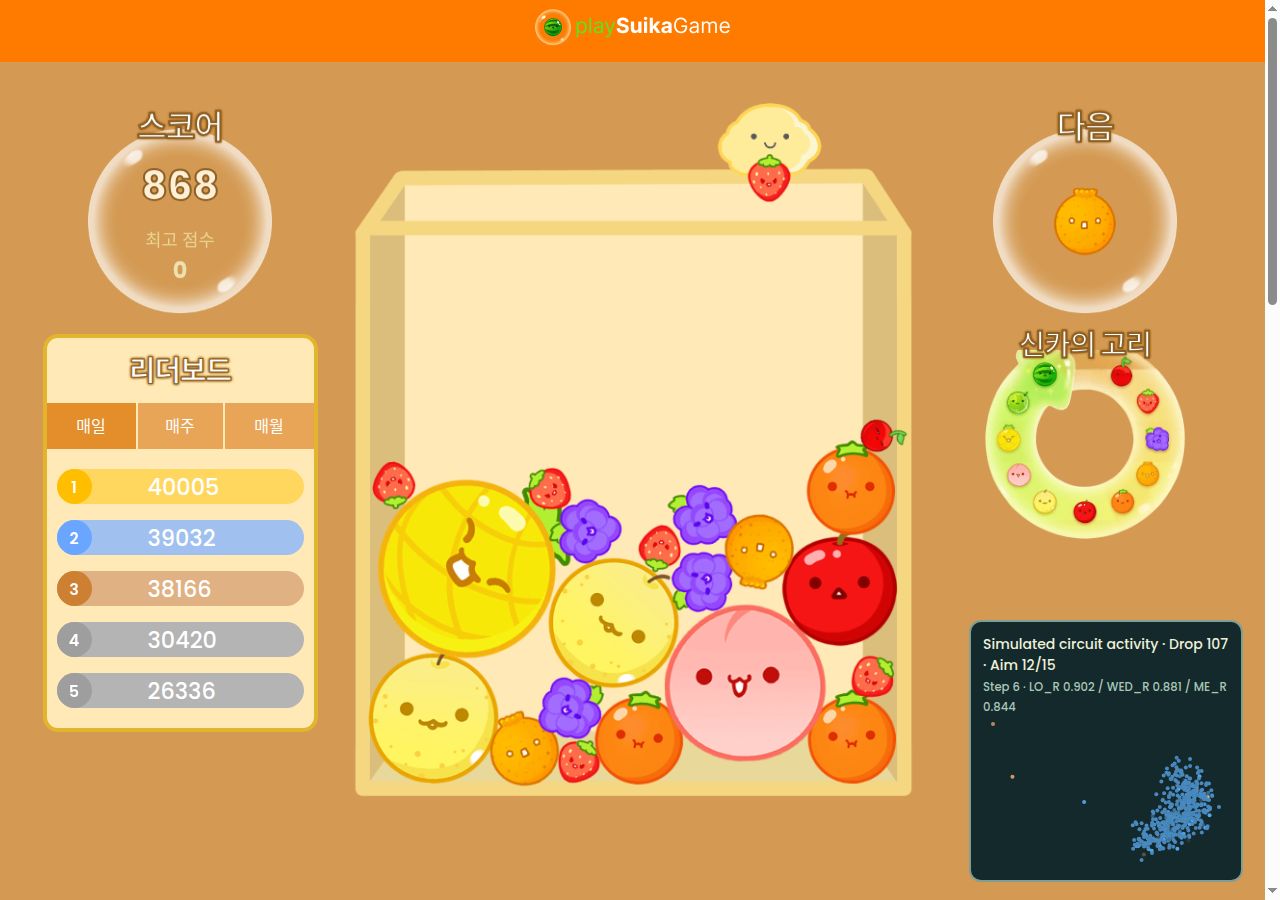 playSuikaGame
스코어
868
최고 점수
0
리더보드
매일 매주 매월
1 40005
2 39032
3 38166
4 30420
5 26336
다음
신카의 고리
Simulated circuit activity · Drop 107
· Aim 12/15
Step 6 · LO_R 0.902 / WED_R 0.881 / ME_R
0.844